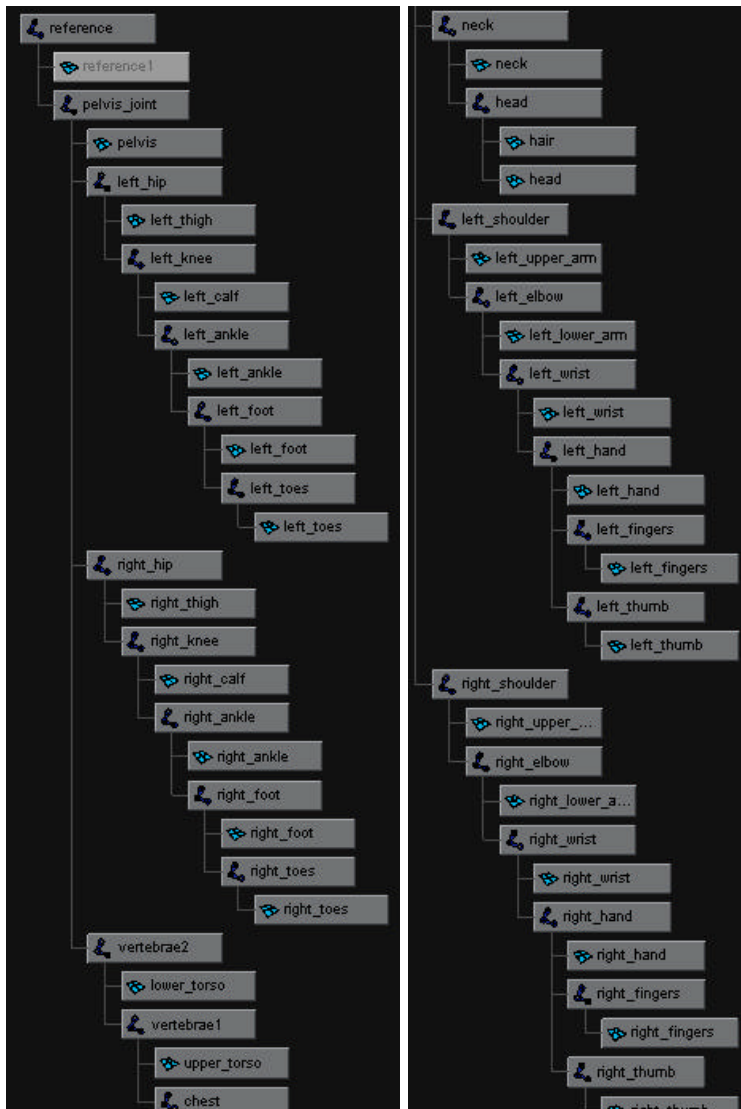 reference
reference1
pelvis_joint
pelvis
left_hip
left_thigh
left_knee
left_calf
left_ankle
left_ankle
left_foot
left_foot
left_toes
left_toes
right_hip
right_thigh
right_knee
right_calf
right_ankle
right_ankle
right_foot
right_foot
right_toes
right_toes
vertebrae2
lower_torso
vertebrae1
upper_torso
chest
neck
neck
head
hair
head
left_shoulder
left_upper_arm
left_elbow
left_lower_arm
left_wrist
left_wrist
left_hand
left_hand
left_fingers
left_fingers
left_thumb
left_thumb
right_shoulder
right_upper_...
right_elbow
right_lower_a...
right_wrist
right_wrist
right_hand
right_hand
right_fingers
right_fingers
right_thumb
right_thumb